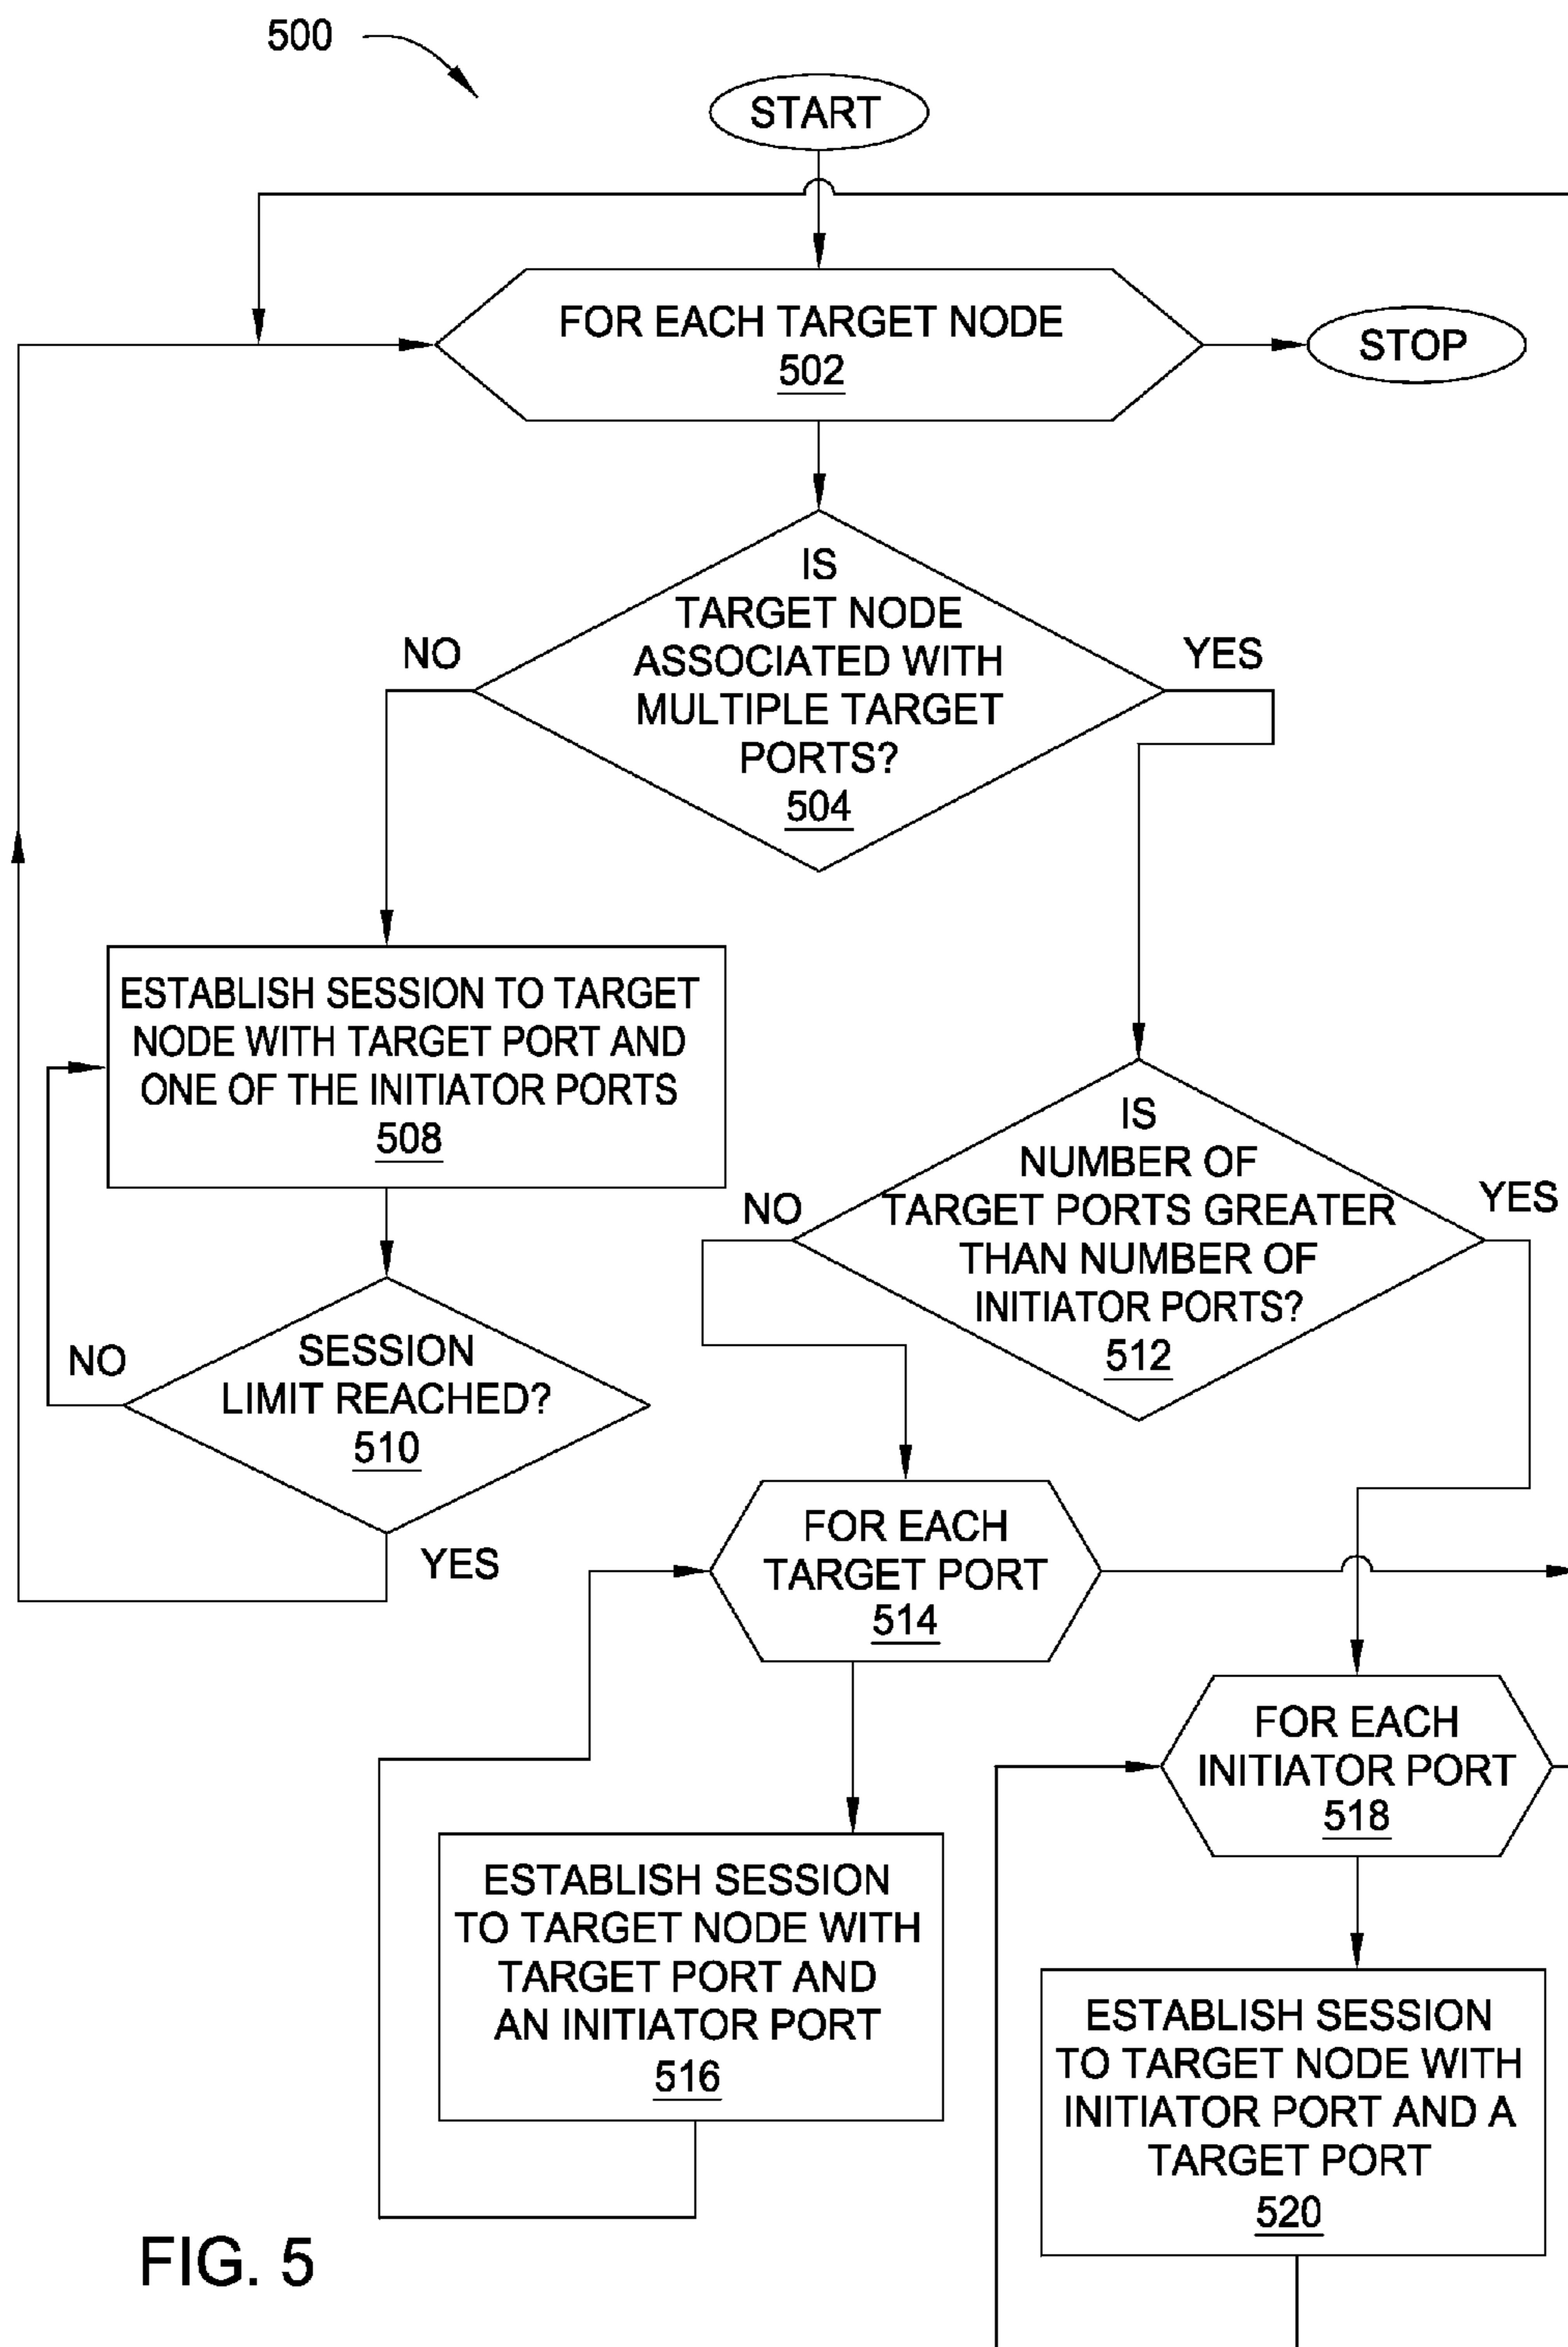 500
START
FOR EACH TARGET NODE
502
STOP
IS
TARGET NODE
ASSOCIATED WITH
MULTIPLE TARGET
PORTS?
504
NO
YES
ESTABLISH SESSION TO TARGET
NODE WITH TARGET PORT AND
ONE OF THE INITIATOR PORTS
508
SESSION
LIMIT REACHED?
510
NO
YES
IS
NUMBER OF
TARGET PORTS GREATER
THAN NUMBER OF
INITIATOR PORTS?
512
NO
YES
FOR EACH
TARGET PORT
514
ESTABLISH SESSION
TO TARGET NODE WITH
TARGET PORT AND
AN INITIATOR PORT
516
FOR EACH
INITIATOR PORT
518
ESTABLISH SESSION
TO TARGET NODE WITH
INITIATOR PORT AND A
TARGET PORT
520
FIG. 5